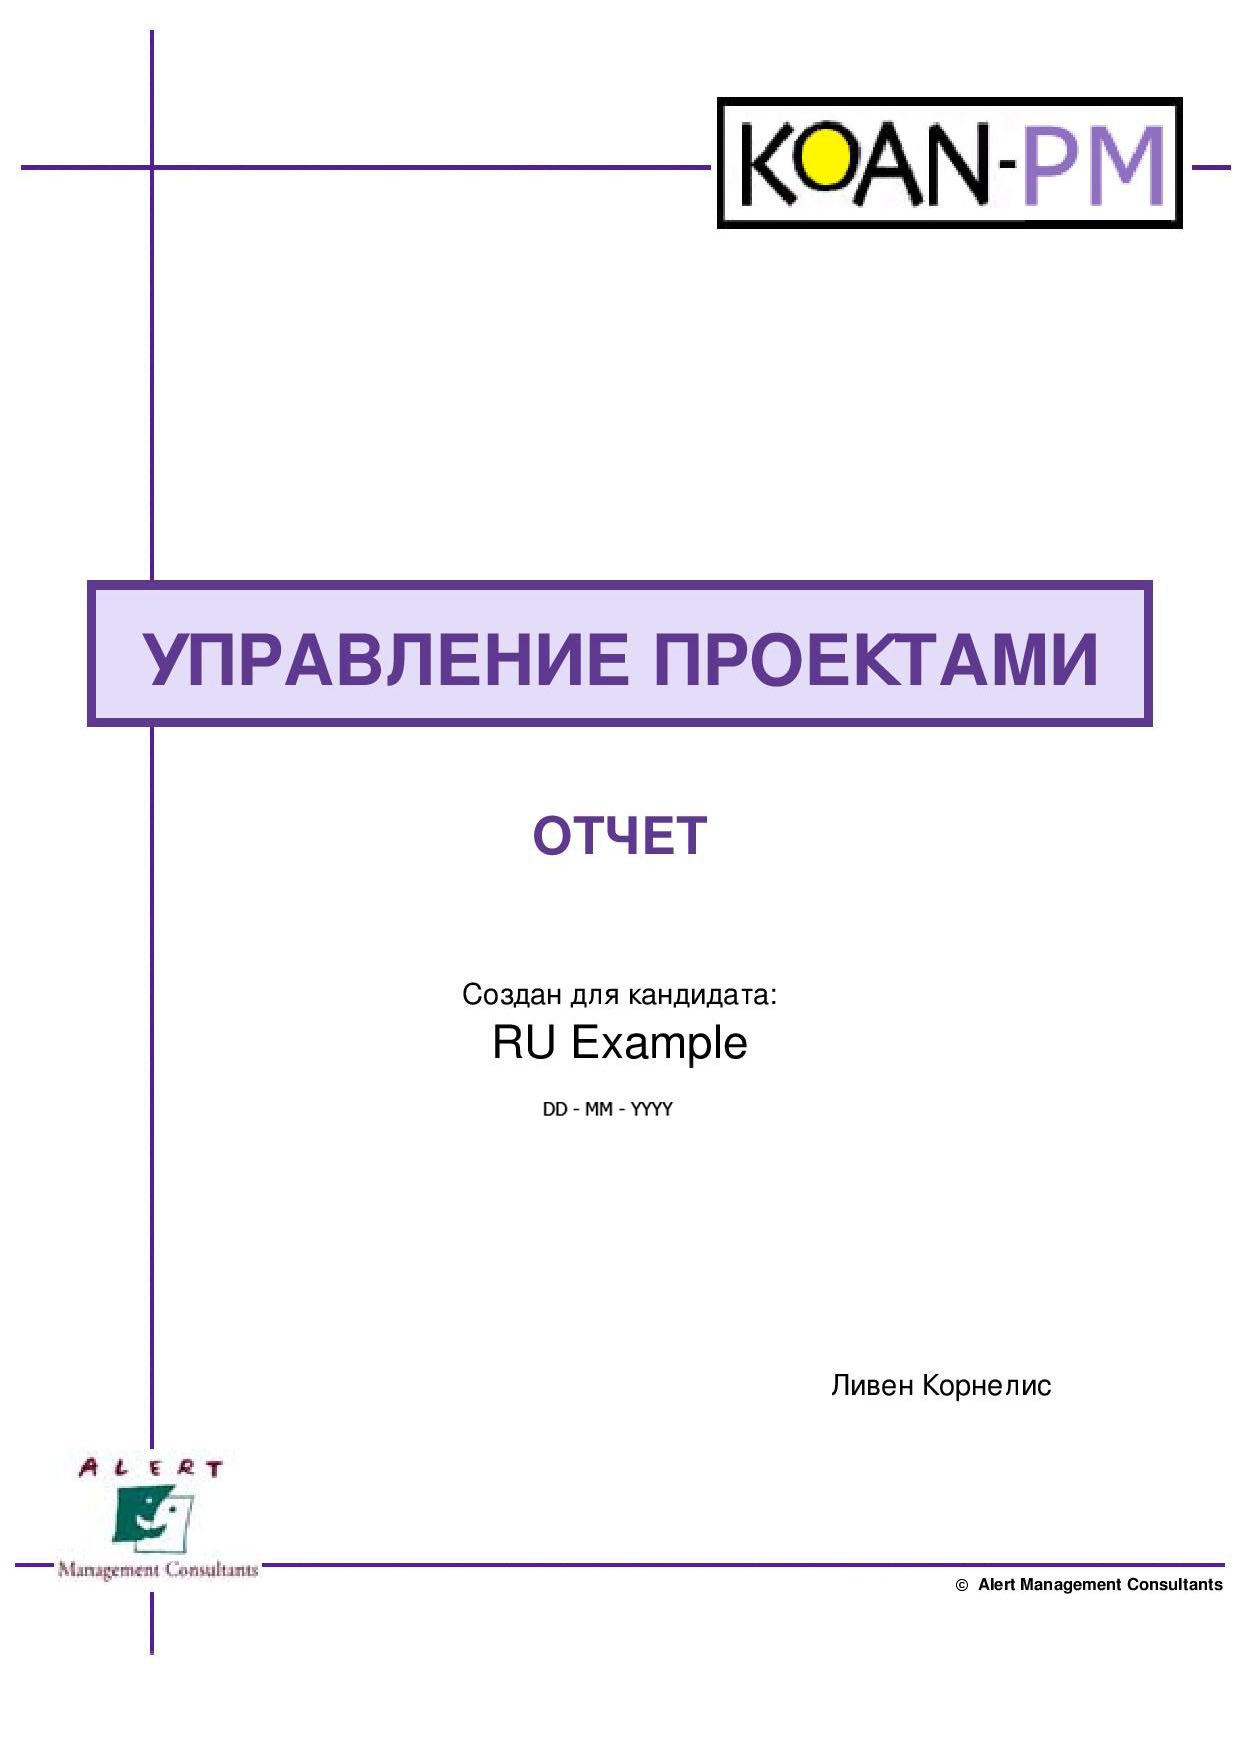 KOAN-PM
УПРАВЛЕНИЕ ПРОЕКТАМИ
ОТЧЕТ
Создан для кандидата:
RU Example
DD - MM - YYYY
Ливен Корнелис
ALERT
Management Consultants
© Alert Management Consultants